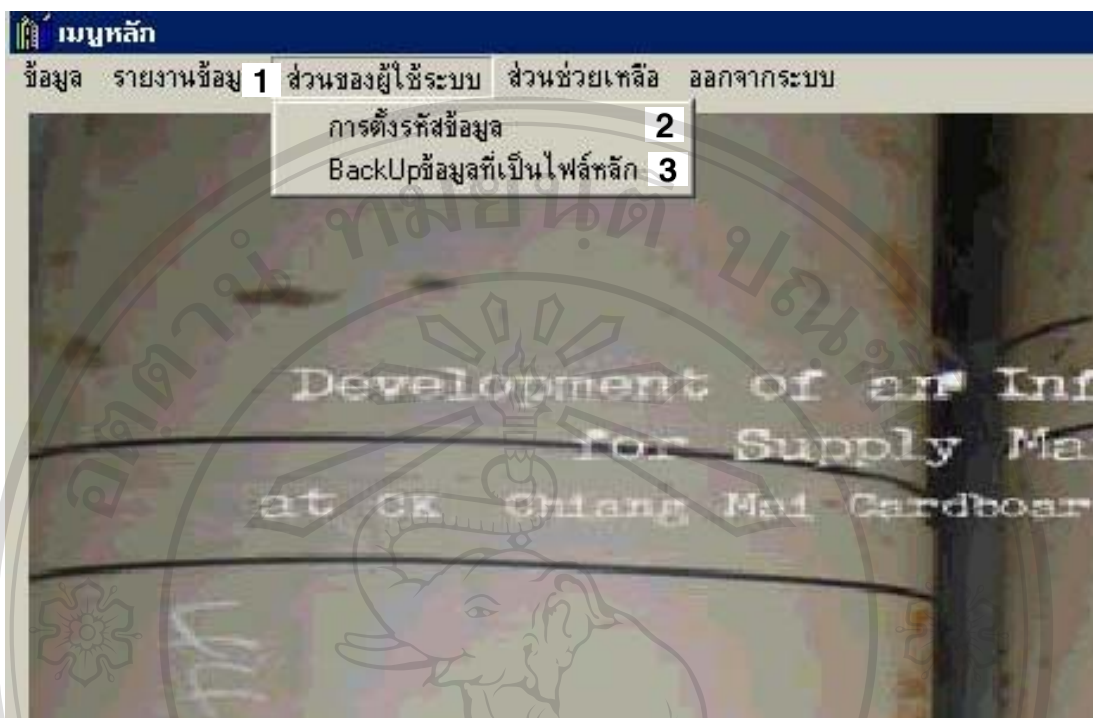 เมนูหลัก
ข้อมูล รายงานข้อมู 1 ส่วนของผู้ใช้ระบบ ส่วนช่วยเหลือ ออกจากระบบ
การตั้งรหัสข้อมูล 2
BackUpข้อมูลที่เป็นไฟล์หลัก 3
Development of an Inf
for Supply Ma
at CK Chiang Mai Cardboar